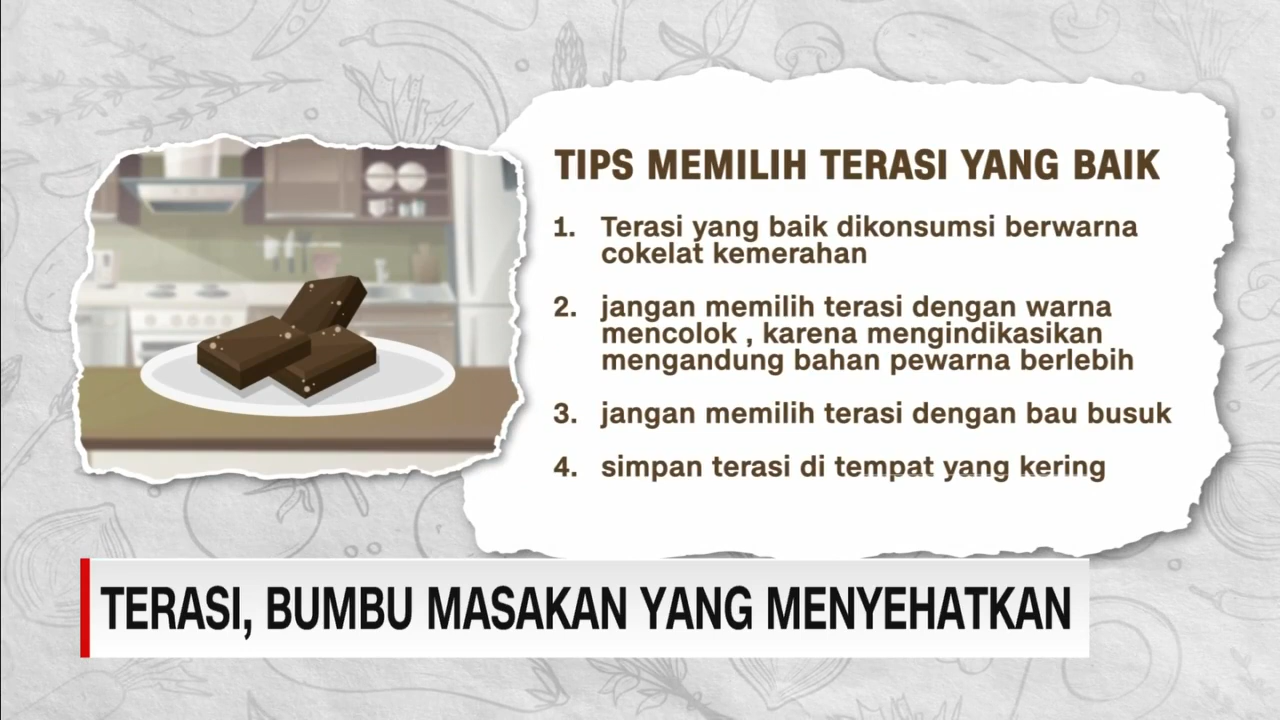 TIPS MEMILIH TERASI YANG BAIK
1. Terasi yang baik dikonsumsi berwarna
cokelat kemerahan
2. jangan memilih terasi dengan warna
mencolok , karena mengindikasikan
mengandung bahan pewarna berlebih
3. jangan memilih terasi dengan bau busuk
4. simpan terasi di tempat yang kering
TERASI, BUMBU MASAKAN YANG MENYEHATKAN